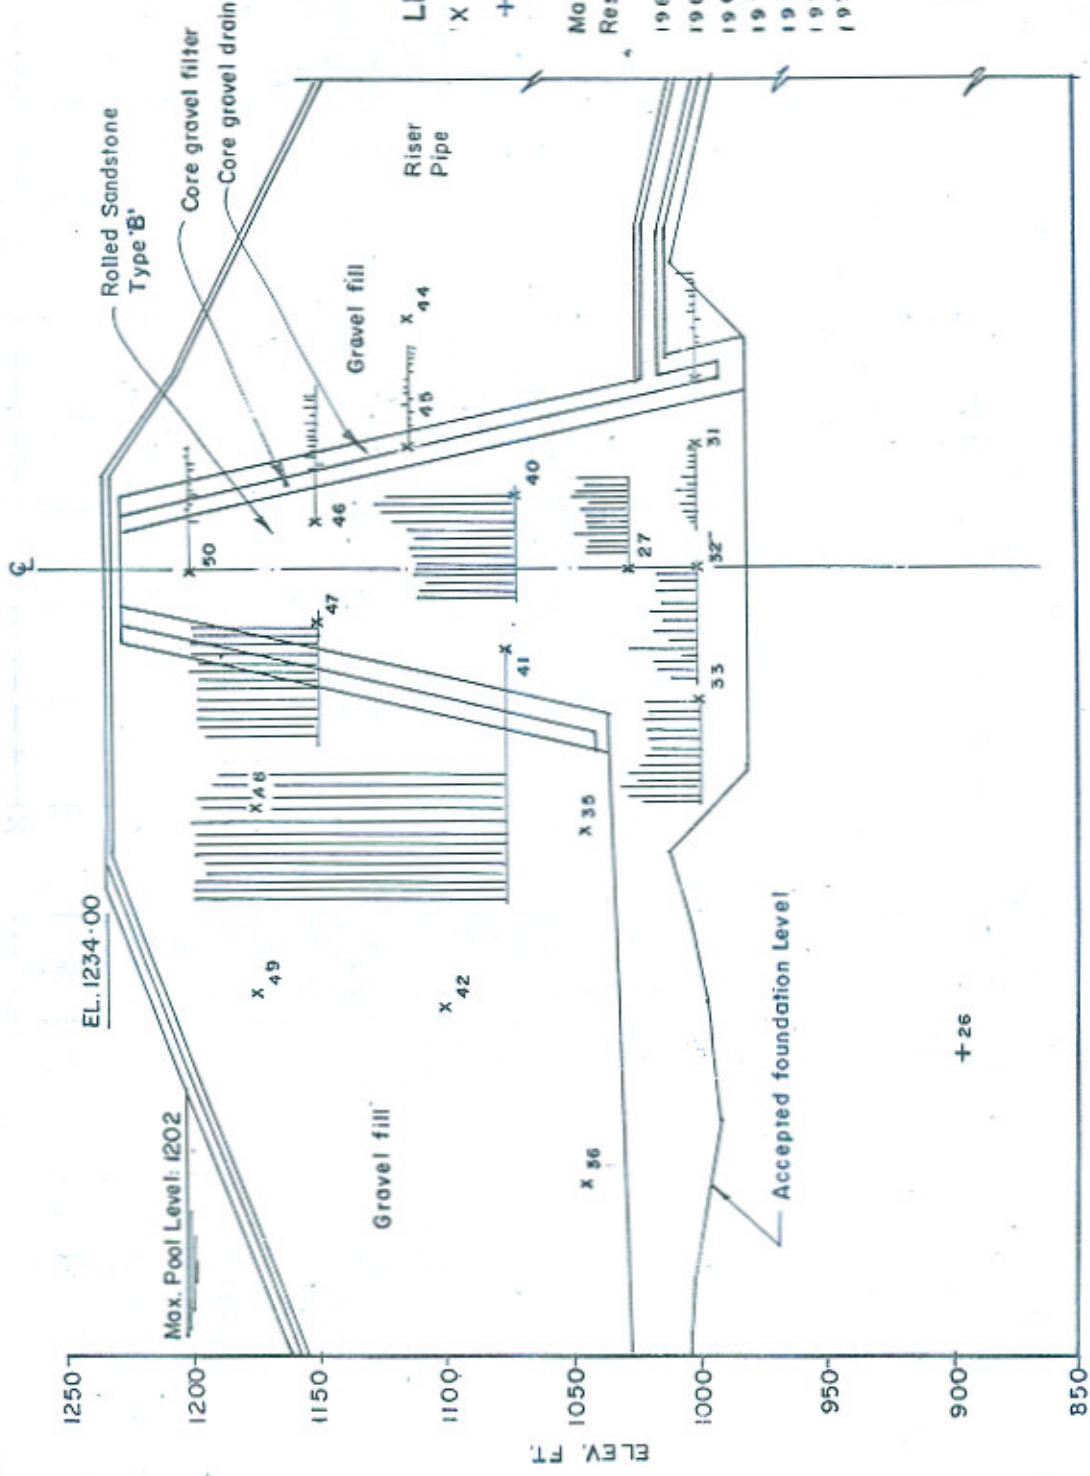 Rolled Sandstone
Type 'B'
Core gravel filter
Core gravel drain
EL. 1234·00
Max. Pool Level: 1202
Gravel fill
Gravel fill
Riser
Pipe
Accepted foundation Level
ELEV. FT.
1250
1200
1150
1100
1050
1000
950
900
850
50
47
46
45
44
49
42
41
40
27
35
36
33
32
31
+ 26